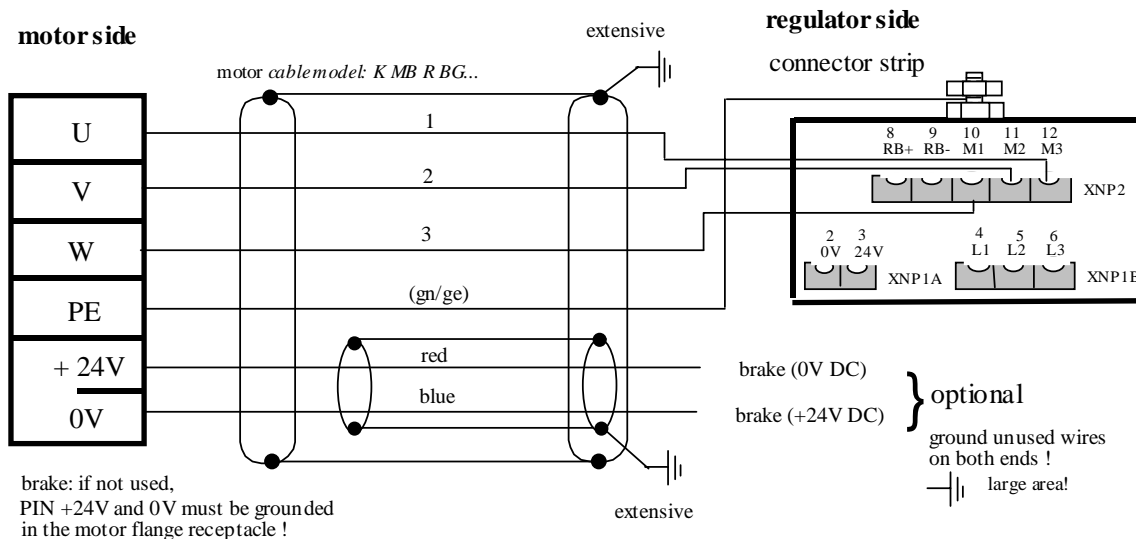 motor side
regulator side
extensive
connector strip
motor cable model: K MB R BG...
U
1
8 9 10 11 12
RB+ RB- M1 M2 M3
V
2
XNP2
W
3
2 3
0V 24V
4 5 6
L1 L2 L3
XNP1A
XNP1B
PE
(gn/ge)
+ 24V
red
brake (0V DC)
optional
0V
blue
brake (+24V DC)
ground unused wires
on both ends !
large area!
extensive
brake: if not used,
PIN +24V and 0V must be grounded
in the motor flange receptacle !